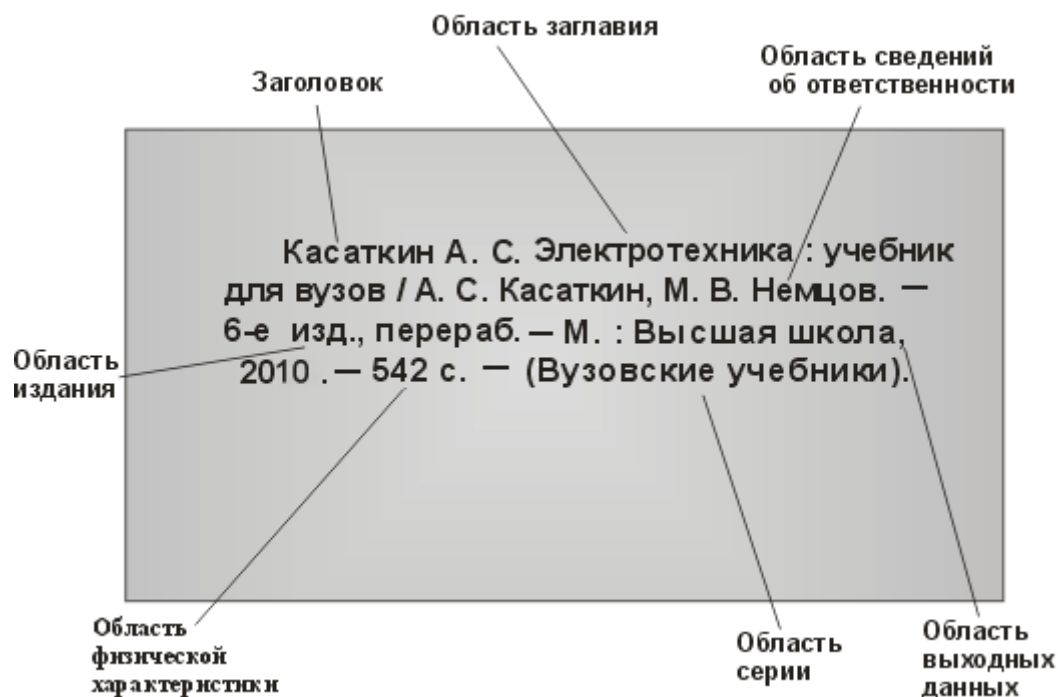 Область заглавия
Заголовок
Область сведений
об ответственности
Касаткин А. С. Электротехника : учебник
для вузов / А. С. Касаткин, М. В. Немцов. —
6-е изд., перераб. — М. : Высшая школа,
2010 . — 542 с. — (Вузовские учебники).
Область
издания
Область
физической
характеристики
Область
серии
Область
выходных
данных